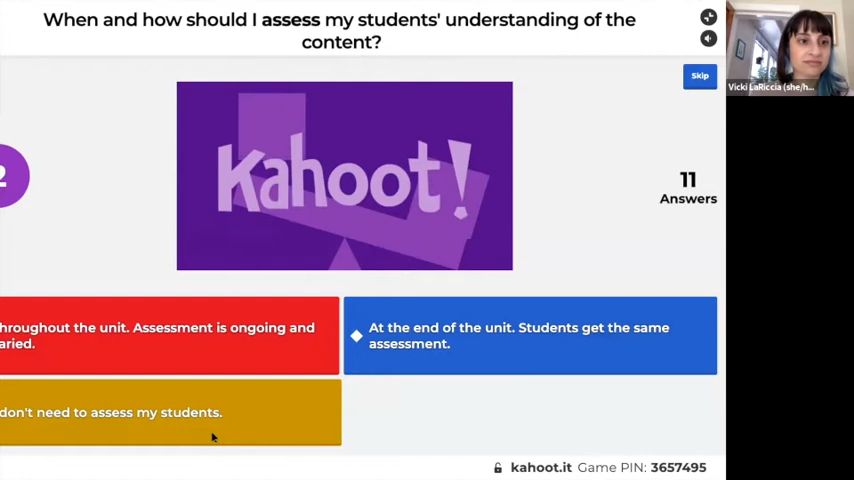 When and how should I assess my students' understanding of the
content?
Skip
Vicki LaRiccia (she/h...
Kahoot!
2
11
Answers
hroughout the unit. Assessment is ongoing and
aried.
At the end of the unit. Students get the same
assessment.
don't need to assess my students.
kahoot.it Game PIN: 3657495